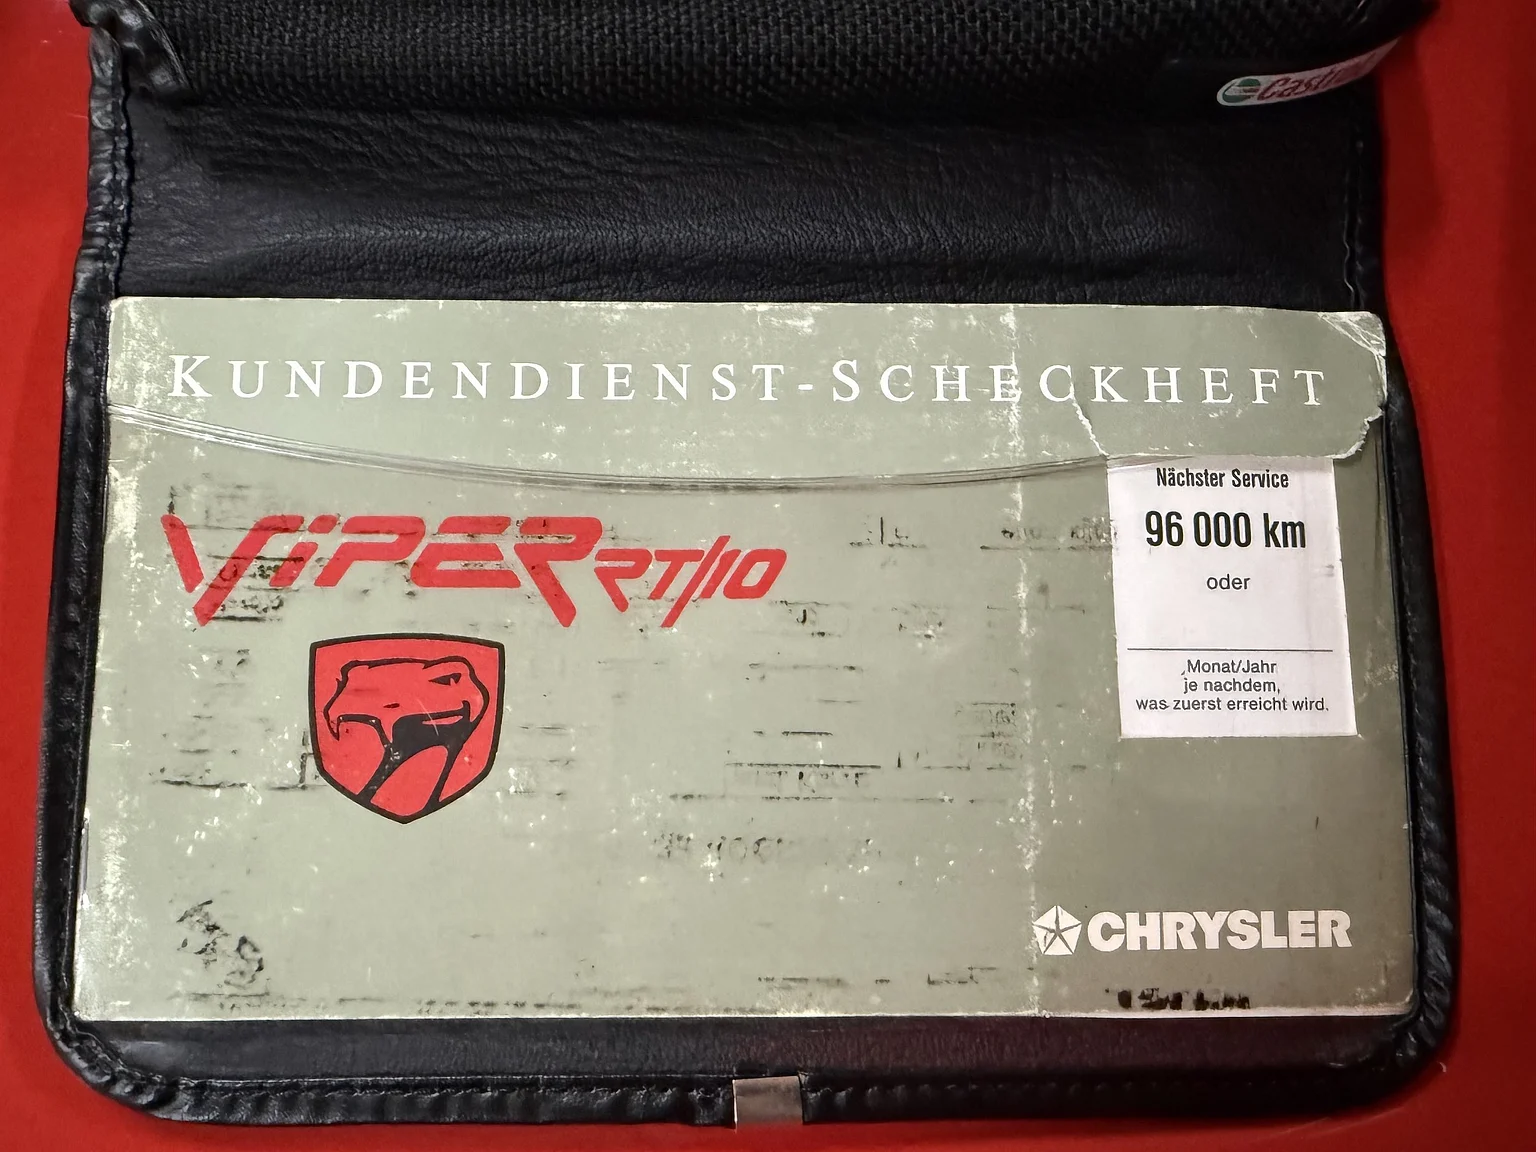 Castrol
KUNDENDIENST-SCHECKHEFT
Nächster Service
96 000 km
oder
VIPER RT/10
Monat/Jahr
je nachdem,
was zuerst erreicht wird.
CHRYSLER